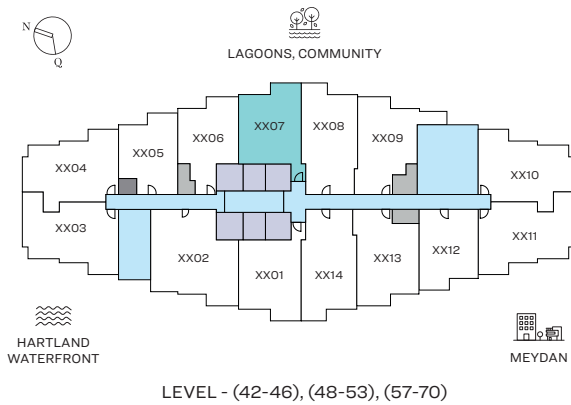 N
Q
LAGOONS, COMMUNITY
XX07
XX08
XX06
XX09
XX05
XX04
XX10
XX03
XX11
XX02
XX12
XX13
XX01
XX14
HARTLAND
WATERFRONT
MEYDAN
LEVEL - (42-46), (48-53), (57-70)